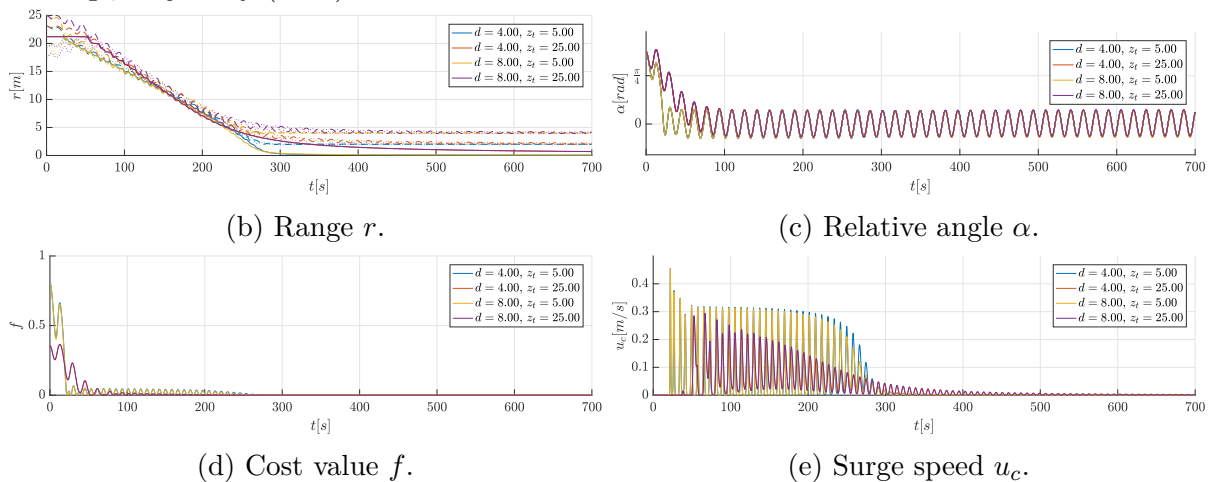 25
20
15
10
5
0
r[m]
0 100 200 300 400 500 600 700
t[s]
d = 4.00, z_t = 5.00
d = 4.00, z_t = 25.00
d = 8.00, z_t = 5.00
d = 8.00, z_t = 25.00
(b) Range r.
0
α[rad]
0 100 200 300 400 500 600 700
t[s]
d = 4.00, z_t = 5.00
d = 4.00, z_t = 25.00
d = 8.00, z_t = 5.00
d = 8.00, z_t = 25.00
(c) Relative angle α.
1
0.5
0
f
0 100 200 300 400 500 600 700
t[s]
d = 4.00, z_t = 5.00
d = 4.00, z_t = 25.00
d = 8.00, z_t = 5.00
d = 8.00, z_t = 25.00
(d) Cost value f.
0.4
0.3
0.2
0.1
0
u_c[m/s]
0 100 200 300 400 500 600 700
t[s]
d = 4.00, z_t = 5.00
d = 4.00, z_t = 25.00
d = 8.00, z_t = 5.00
d = 8.00, z_t = 25.00
(e) Surge speed u_c.